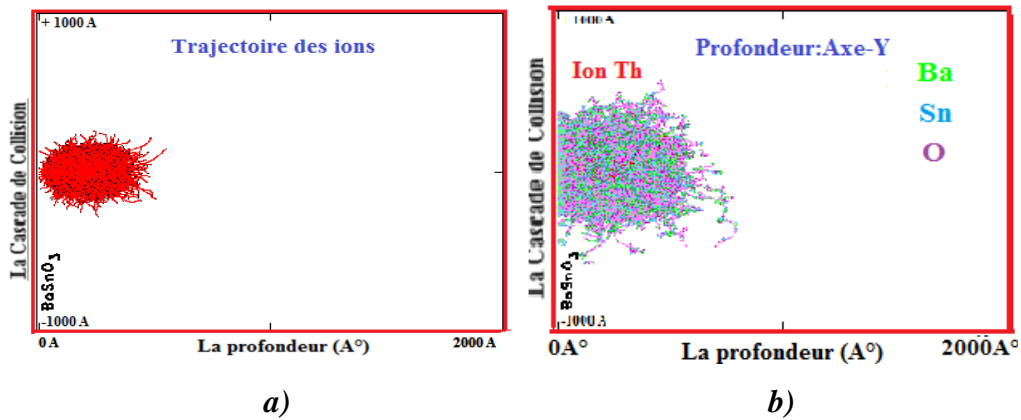 + 1000 A
Trajectoire des ions
La Cascade de Collision
BaSnO3
-1000 A
0 A
2000 A
La profondeur (A°)
a)
1000 A
Profondeur:Axe-Y
Ion Th
Ba
Sn
O
La Cascade de Collision
BaSnO3
-1000 A
0A°
2000A°
La profondeur (A°)
b)